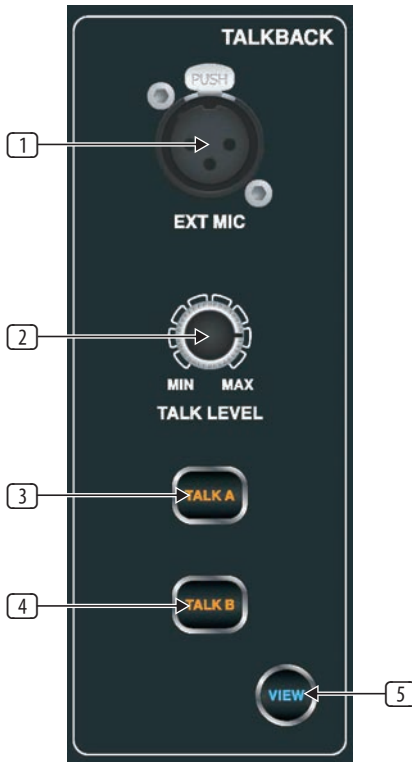 TALKBACK
PUSH
1
EXT MIC
2
MIN MAX
TALK LEVEL
3
TALK A
4
TALK B
VIEW
5